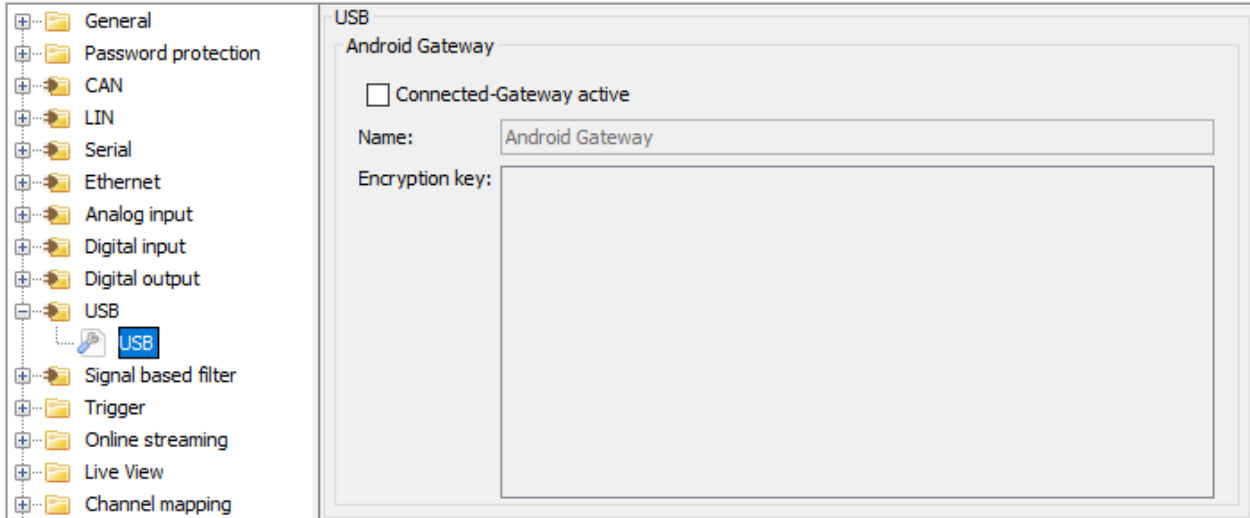 General
Password protection
CAN
LIN
Serial
Ethernet
Analog input
Digital input
Digital output
USB
USB
Signal based filter
Trigger
Online streaming
Live View
Channel mapping
USB
Android Gateway
Connected-Gateway active
Name: Android Gateway
Encryption key: